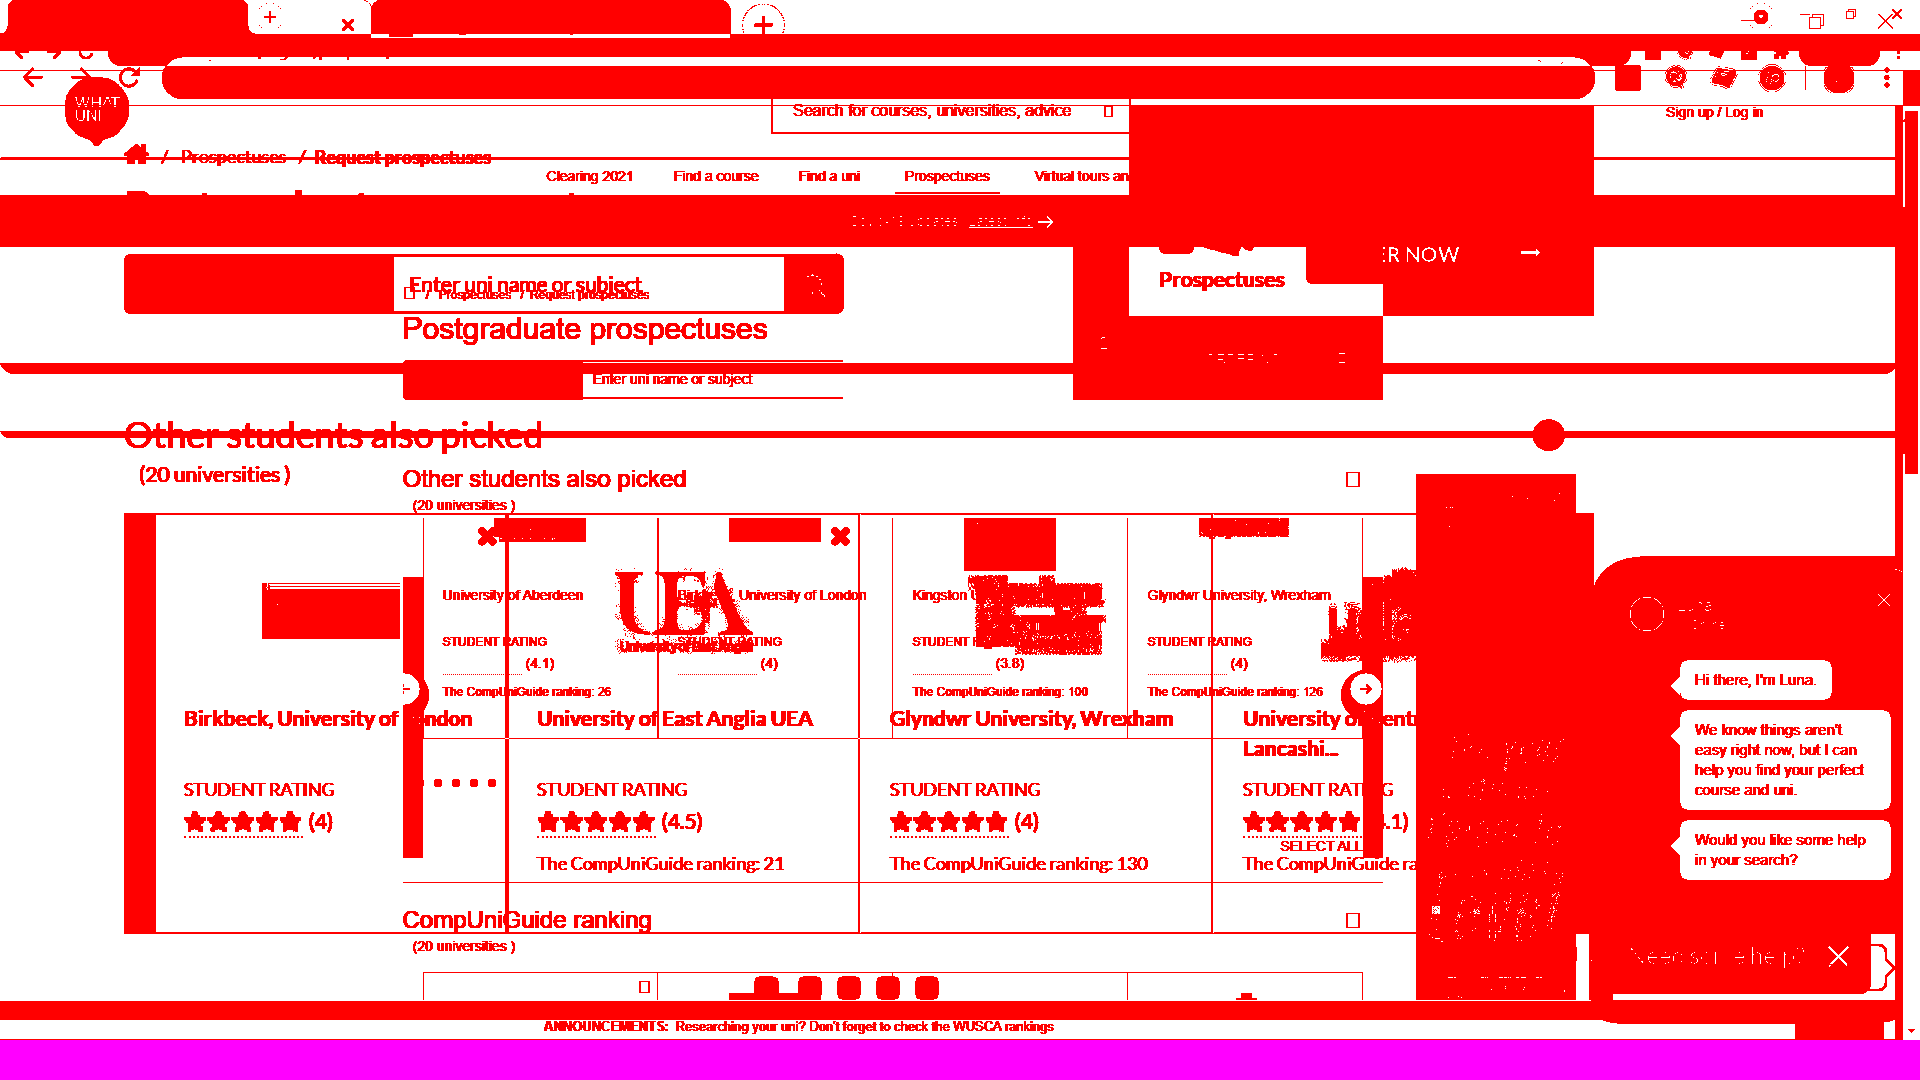 WHAT
UNI
Search for courses, universities, advice
Sign up / Log in
/ Prospectuses / Request prospectuses
Clearing 2021
Find a course
Find a uni
Prospectuses
Virtual tours an
Latest info
ER NOW
Enter uni name or subject
Prospectuses
/ Prospectuses / Request prospectuses
Postgraduate prospectuses
Enter uni name or subject
Other students also picked
(20 universities )
Other students also picked
(20 universities )
UEA
University of Aberdeen
University of London
Kingston
Glyndwr University, Wrexham
STUDENT RATING
STUDENT RATING
STUDENT
STUDENT RATING
(4.1)
(4)
(3.8)
(4)
The CompUniGuide ranking: 26
The CompUniGuide ranking: 100
The CompUniGuide ranking: 126
Birkbeck, University of London
University of East Anglia UEA
Glyndwr University, Wrexham
University of Centr
Lancashi...
STUDENT RATING
STUDENT RATING
STUDENT RATING
STUDENT RATING
(4)
(4.5)
(4)
.1)
SELECT ALL
The CompUniGuide ranking: 21
The CompUniGuide ranking: 130
The CompUniGuide ra
CompUniGuide ranking
(20 universities )
Hi there, I'm Luna.
We know things aren't
easy right now, but I can
help you find your perfect
course and uni.
Would you like some help
in your search?
Need some help?
ANNOUNCEMENTS: Researching your uni? Don't forget to check the WUSCA rankings